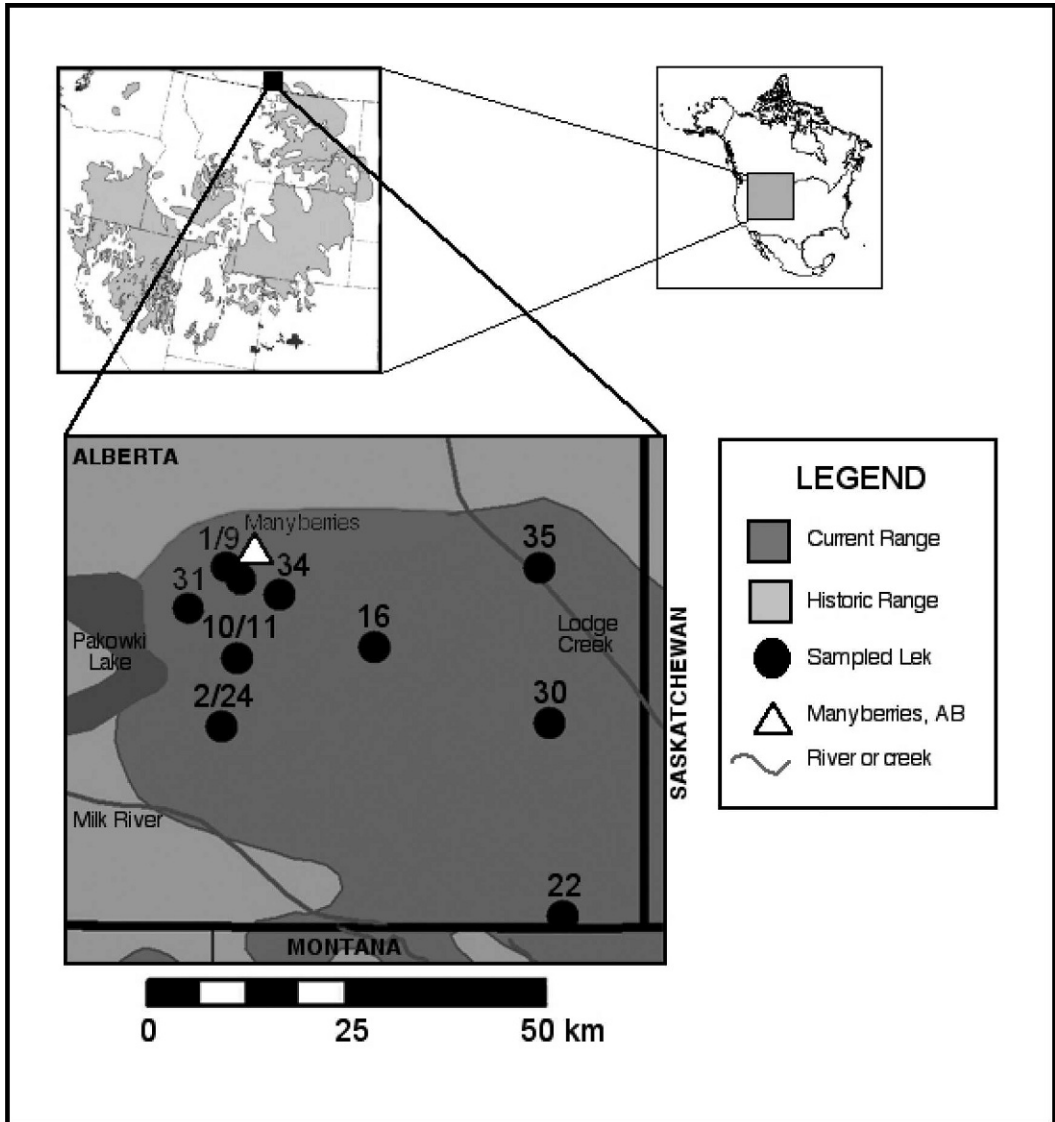 ALBERTA
Manyberries
1/9
34
35
31
10/11
16
Pakowki
Lake
Lodge
Creek
2/24
30
Milk River
22
MONTANA
SASKATCHEWAN
0
25
50 km
LEGEND
Current Range
Historic Range
Sampled Lek
Manyberries, AB
River or creek